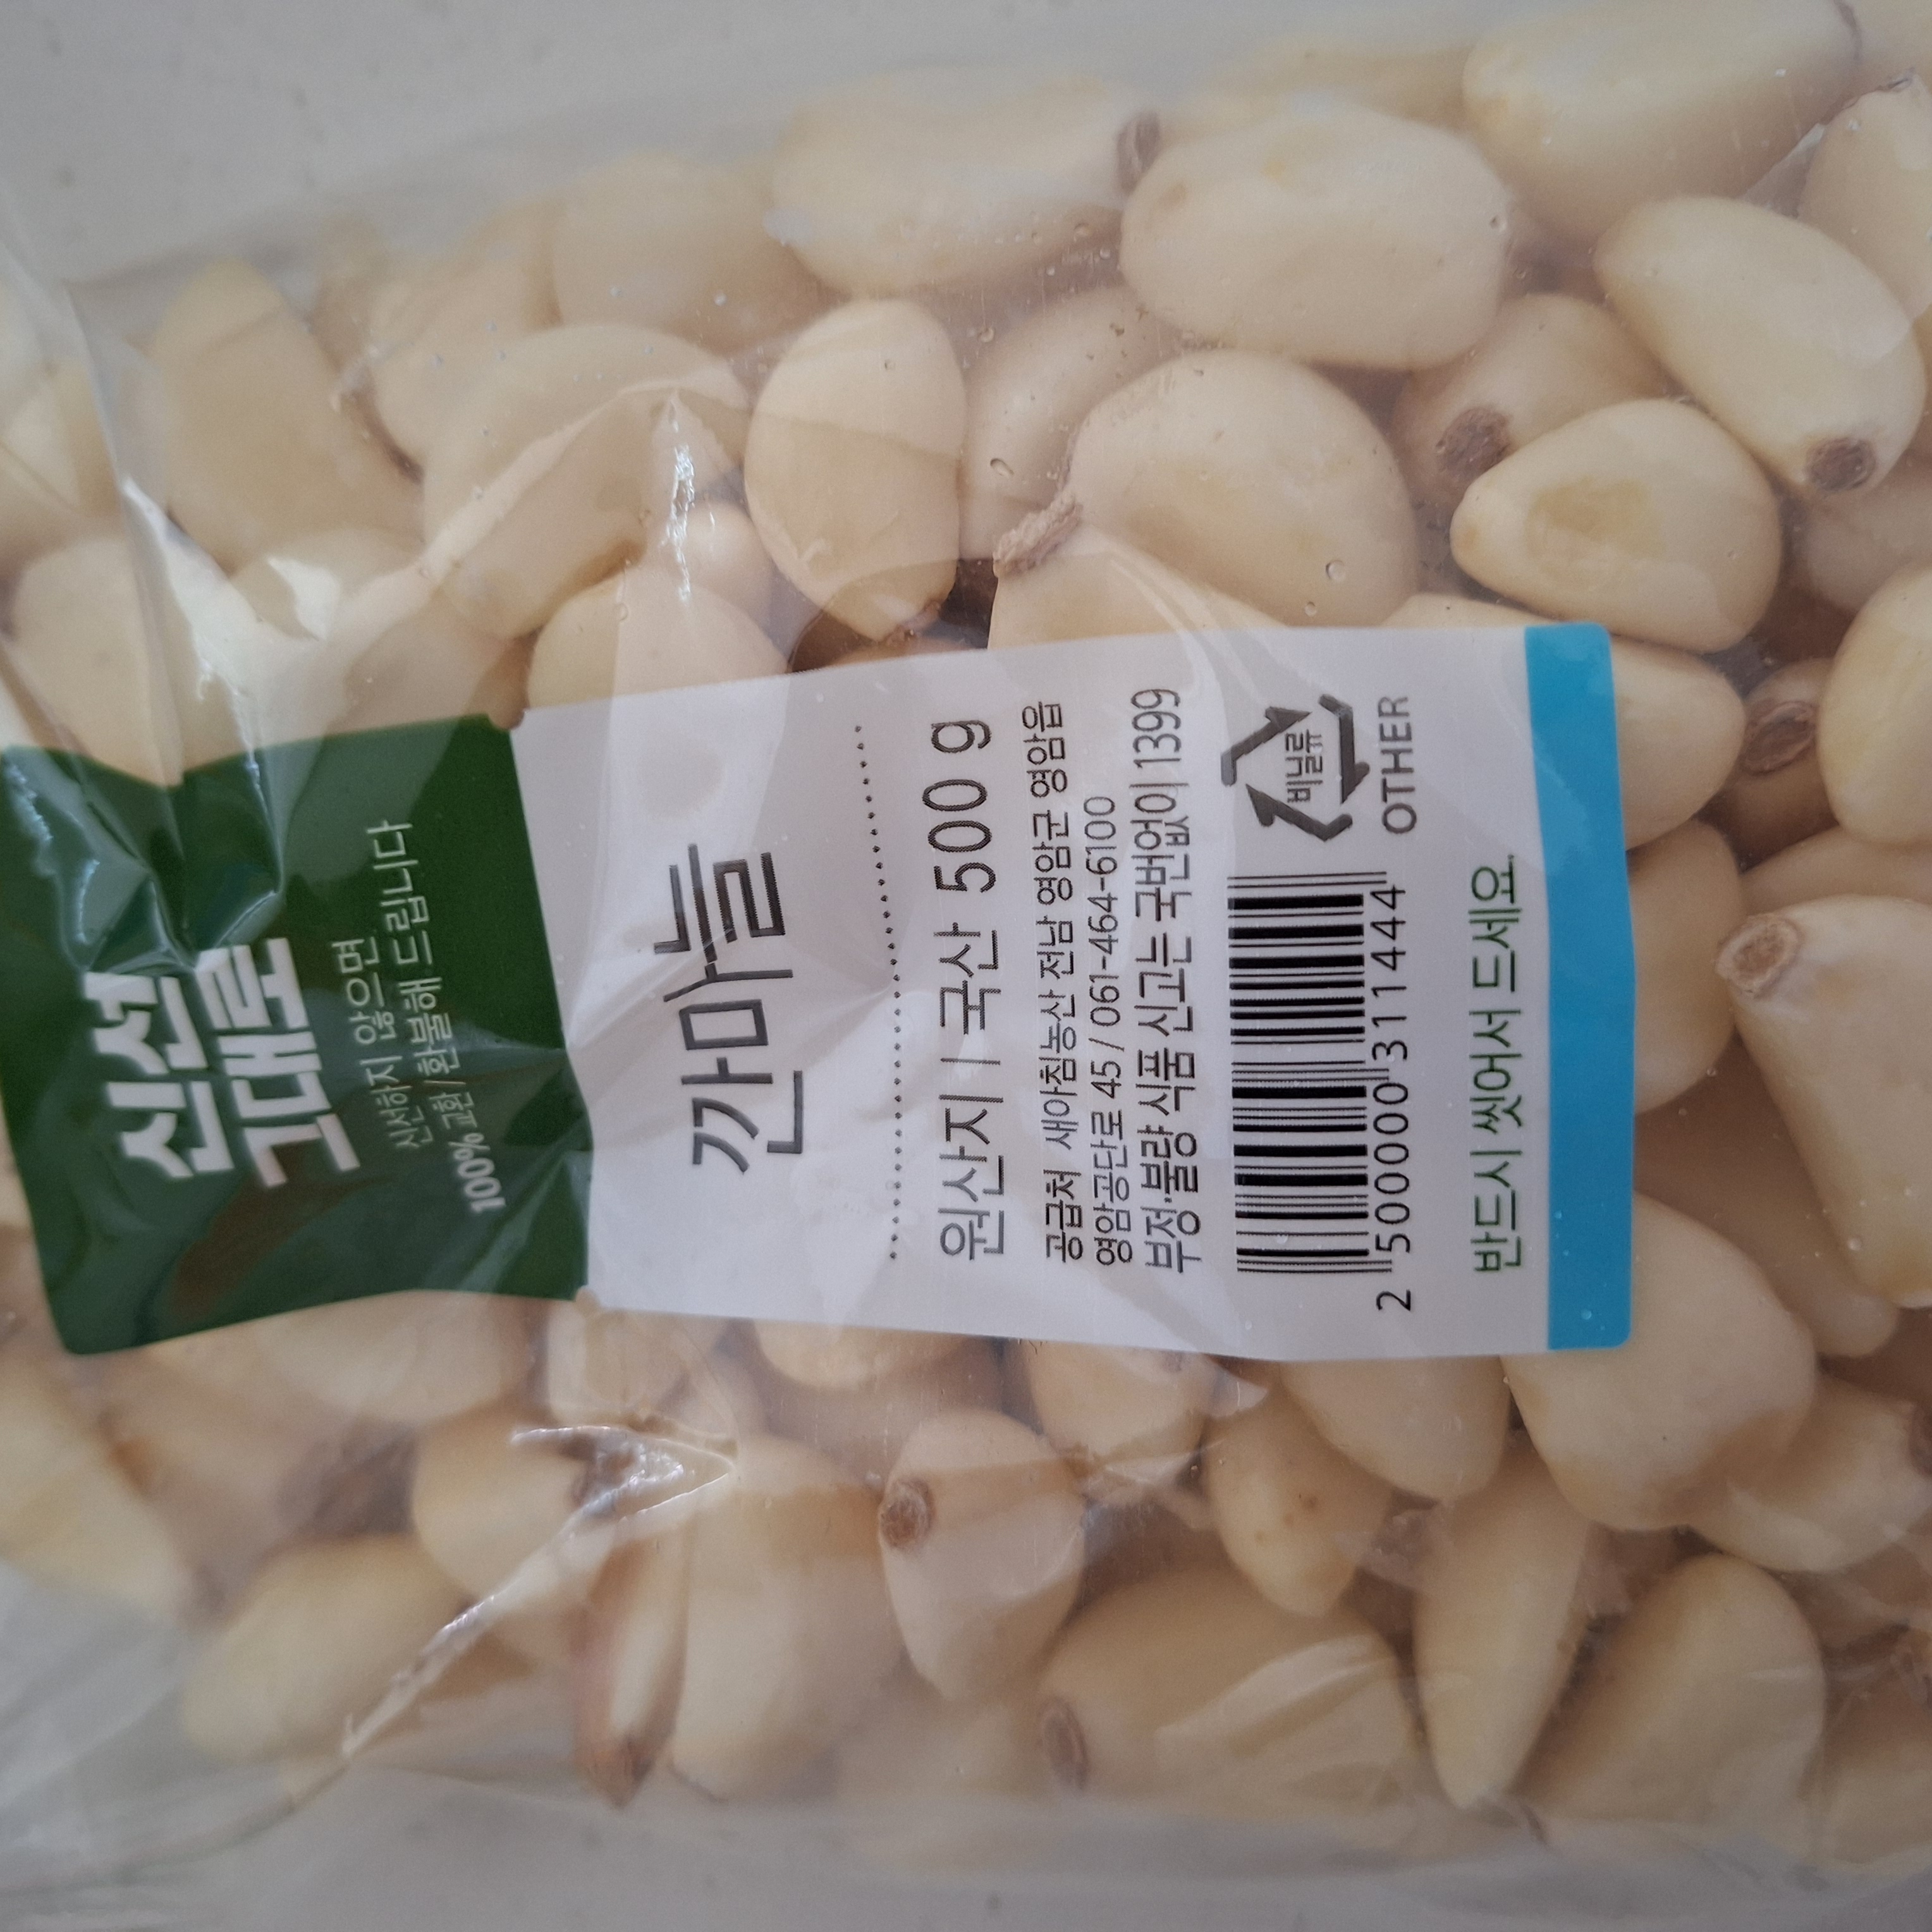 신선
그대로
신선하지 않으면
100% 교환/환불해 드립니다
깐마늘
원산지 | 국산 500 g
공급처 새아침농산 전남 영암군 영암읍
영암공단로 45 / 061-464-6100
부정·불량 식품 신고는 국번없이 1399
비닐류
OTHER
2 500000 311444
반드시 씻어서 드세요.